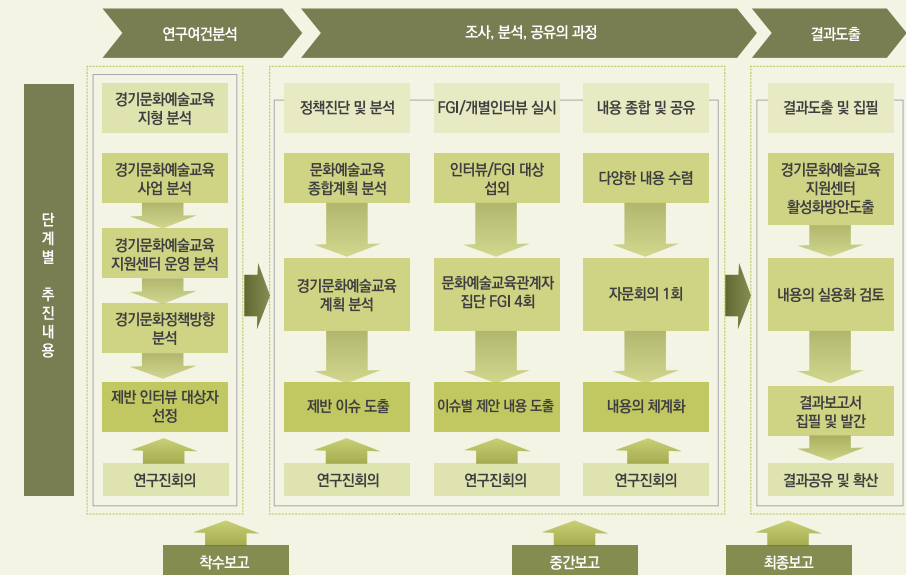 연구여건분석
조사, 분석, 공유의 과정
결과도출
단계별 추진내용
경기문화예술교육
지형 분석
경기문화예술교육
사업 분석
경기문화예술교육
지원센터 운영 분석
경기문화정책방향
분석
제반 인터뷰 대상자
선정
연구진회의
정책진단 및 분석
문화예술교육
종합계획 분석
경기문화예술교육
계획 분석
제반 이슈 도출
연구진회의
FGI/개별인터뷰 실시
인터뷰/FGI 대상
섭외
문화예술교육관계자
집단 FGI 4회
이슈별 제안 내용 도출
연구진회의
내용 종합 및 공유
다양한 내용 수렴
자문회의 1회
내용의 체계화
연구진회의
결과도출 및 집필
경기문화예술교육
지원센터
활성화방안도출
내용의 실용화 검토
결과보고서
집필 및 발간
결과공유 및 확산
착수보고
중간보고
최종보고